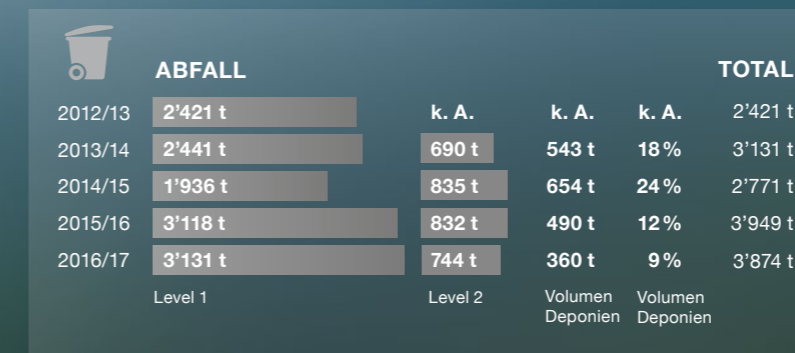 ABFALL TOTAL
2012/13 2’421 t k. A. k. A. k. A. 2’421 t
2013/14 2’441 t 690 t 543 t 18 % 3’131 t
2014/15 1’936 t 835 t 654 t 24 % 2’771 t
2015/16 3’118 t 832 t 490 t 12 % 3’949 t
2016/17 3’131 t 744 t 360 t 9 % 3’874 t
Level 1 Level 2 Volumen Volumen
Deponien Deponien